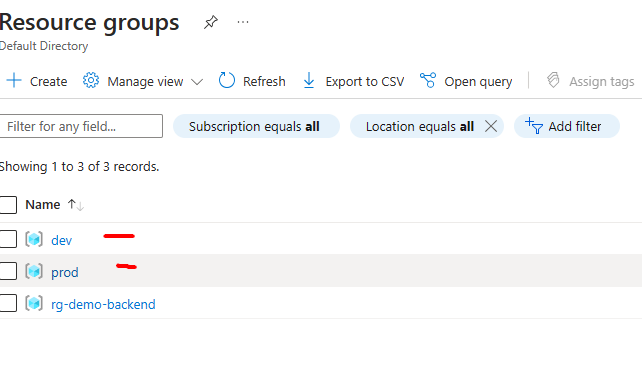 Resource groups
Default Directory
Create Manage view Refresh Export to CSV Open query Assign tags
Filter for any field... Subscription equals all Location equals all Add filter
Showing 1 to 3 of 3 records.
Name
dev
prod
rg-demo-backend